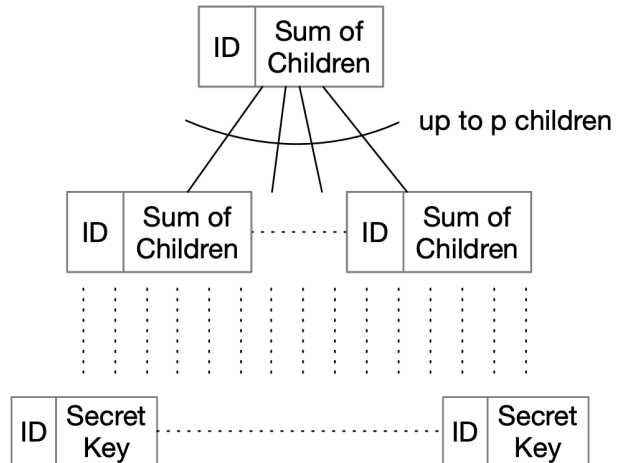 ID
Sum of
Children
up to p children
ID
Sum of
Children
ID
Sum of
Children
ID
Secret
Key
ID
Secret
Key